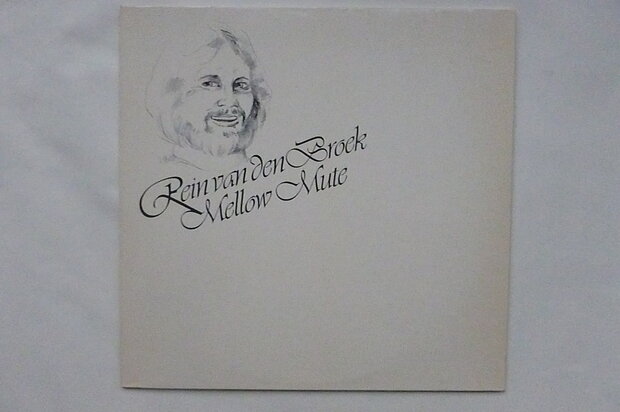 Rein van den Broek
Mellow Mute